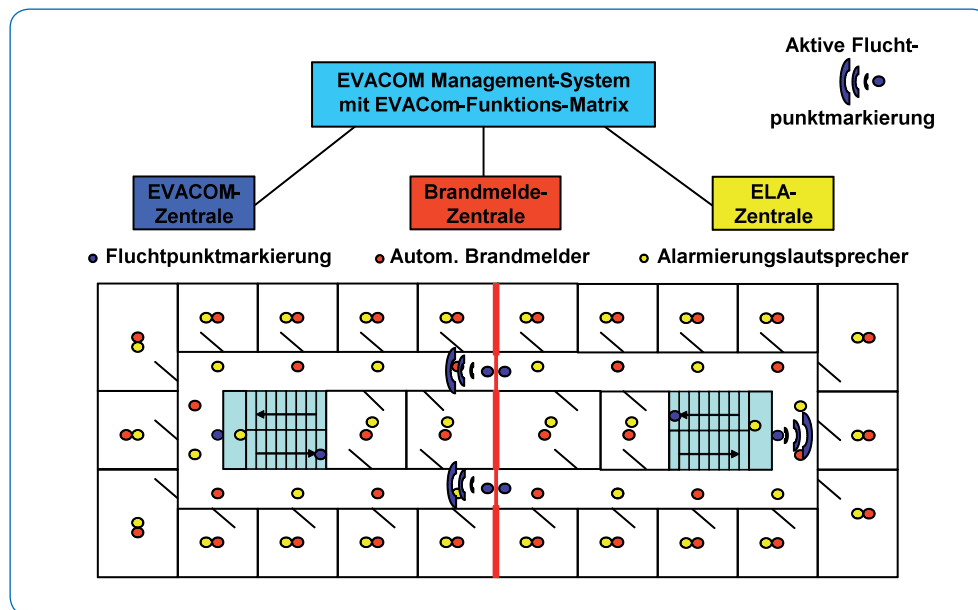 Aktive Flucht-
punktmarkierung
EVACOM Management-System
mit EVACom-Funktions-Matrix
EVACOM-
Zentrale
Brandmelde-
Zentrale
ELA-
Zentrale
Fluchtpunktmarkierung
Autom. Brandmelder
Alarmierungslautsprecher